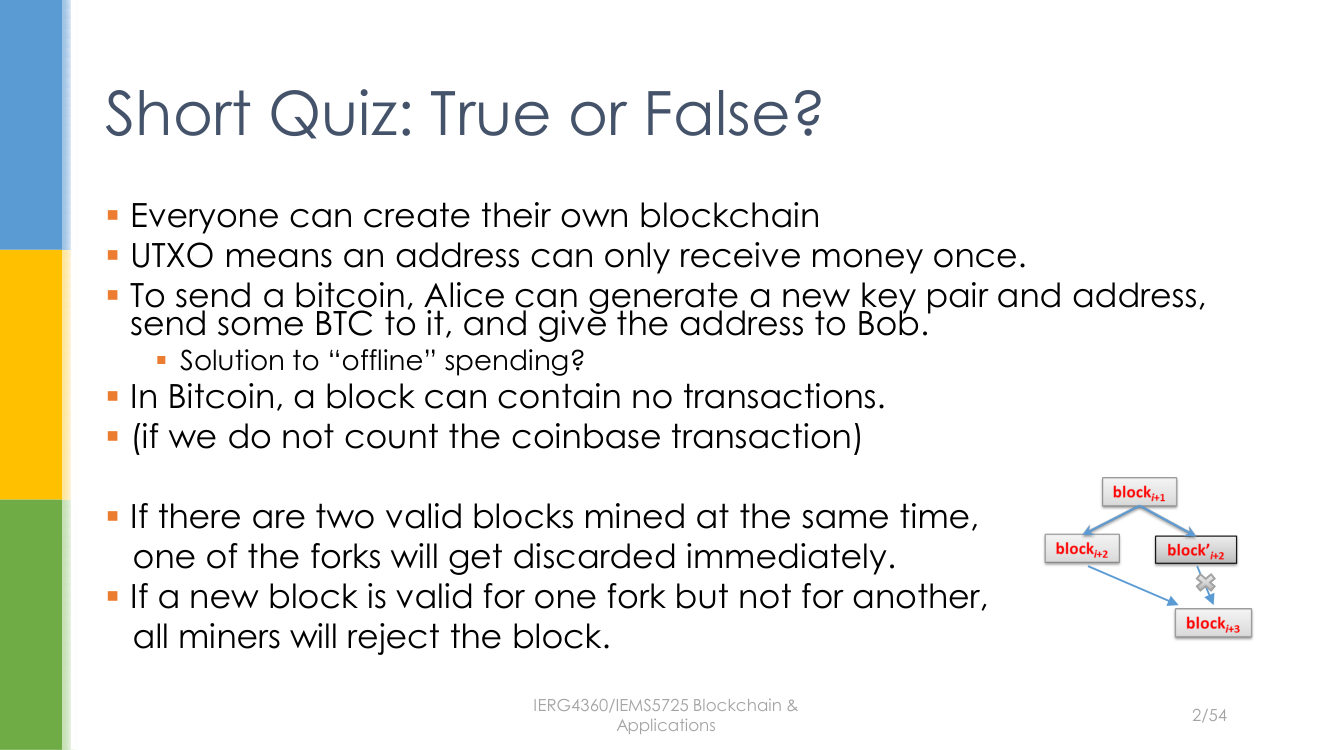 Short Quiz: True or False?
▪ Everyone can create their own blockchain
▪ UTXO means an address can only receive money once.
▪ To send a bitcoin, Alice can generate a new key pair and address,
send some BTC to it, and give the address to Bob.
▪ Solution to “offline” spending?
▪ In Bitcoin, a block can contain no transactions.
▪ (if we do not count the coinbase transaction)
▪ If there are two valid blocks mined at the same time,
one of the forks will get discarded immediately.
▪ If a new block is valid for one fork but not for another,
all miners will reject the block.
block i+1
block i+2
block’ i+2
block i+3
IERG4360/IEMS5725 Blockchain &
Applications
2/54